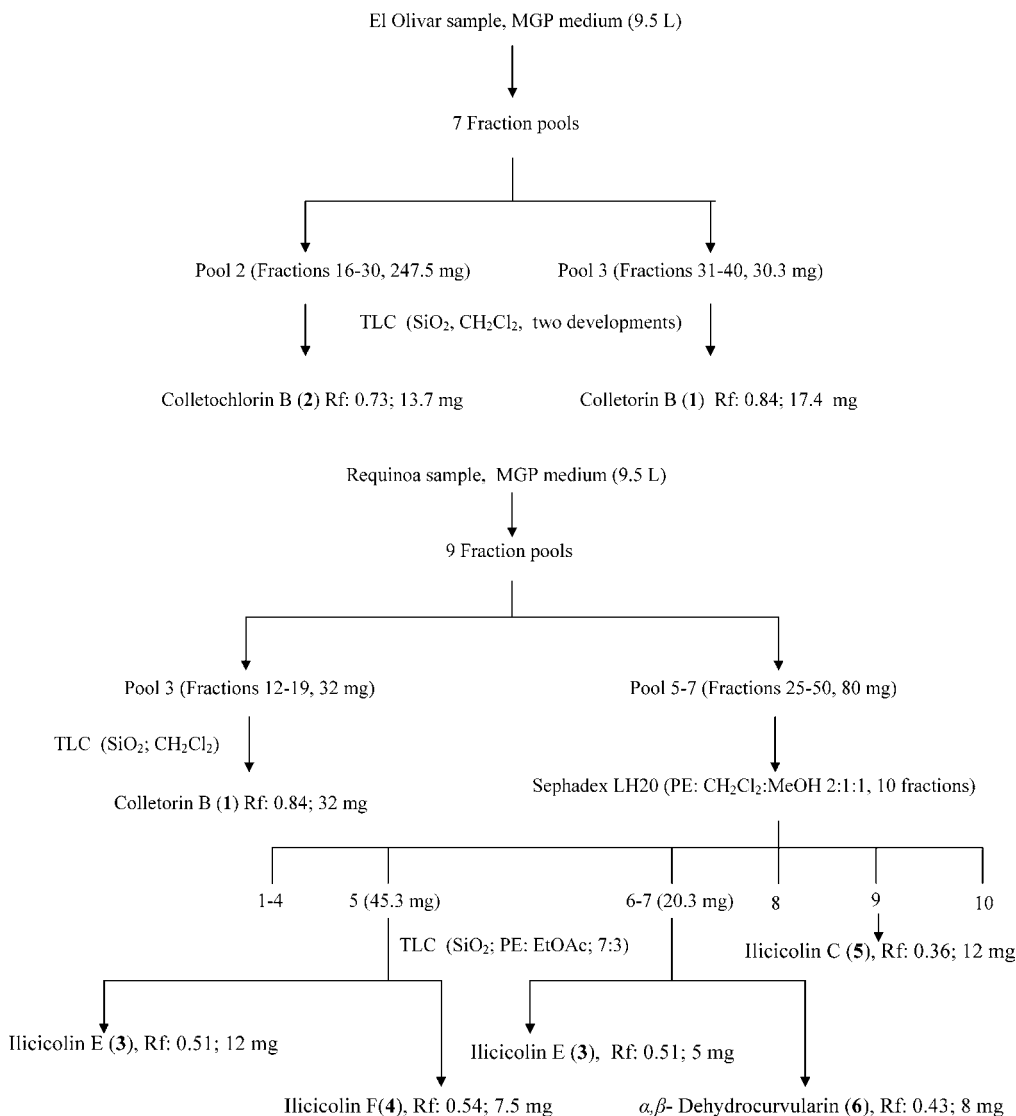 El Olivar sample, MGP medium (9.5 L)
7 Fraction pools
Pool 2 (Fractions 16-30, 247.5 mg)
Pool 3 (Fractions 31-40, 30.3 mg)
TLC (SiO₂, CH₂Cl₂, two developments)
Colletochlorin B (2) Rf: 0.73; 13.7 mg
Colletorin B (1) Rf: 0.84; 17.4 mg
Requinoa sample, MGP medium (9.5 L)
9 Fraction pools
Pool 3 (Fractions 12-19, 32 mg)
Pool 5-7 (Fractions 25-50, 80 mg)
TLC (SiO₂; CH₂Cl₂)
Sephadex LH20 (PE: CH₂Cl₂:MeOH 2:1:1, 10 fractions)
Colletorin B (1) Rf: 0.84; 32 mg
1-4
5 (45.3 mg)
6-7 (20.3 mg)
8
9
10
TLC (SiO₂; PE: EtOAc; 7:3)
Ilicicolin C (5), Rf: 0.36; 12 mg
Ilicicolin E (3), Rf: 0.51; 12 mg
Ilicicolin E (3), Rf: 0.51; 5 mg
Ilicicolin F(4), Rf: 0.54; 7.5 mg
α,β- Dehydrocurvularin (6), Rf: 0.43; 8 mg